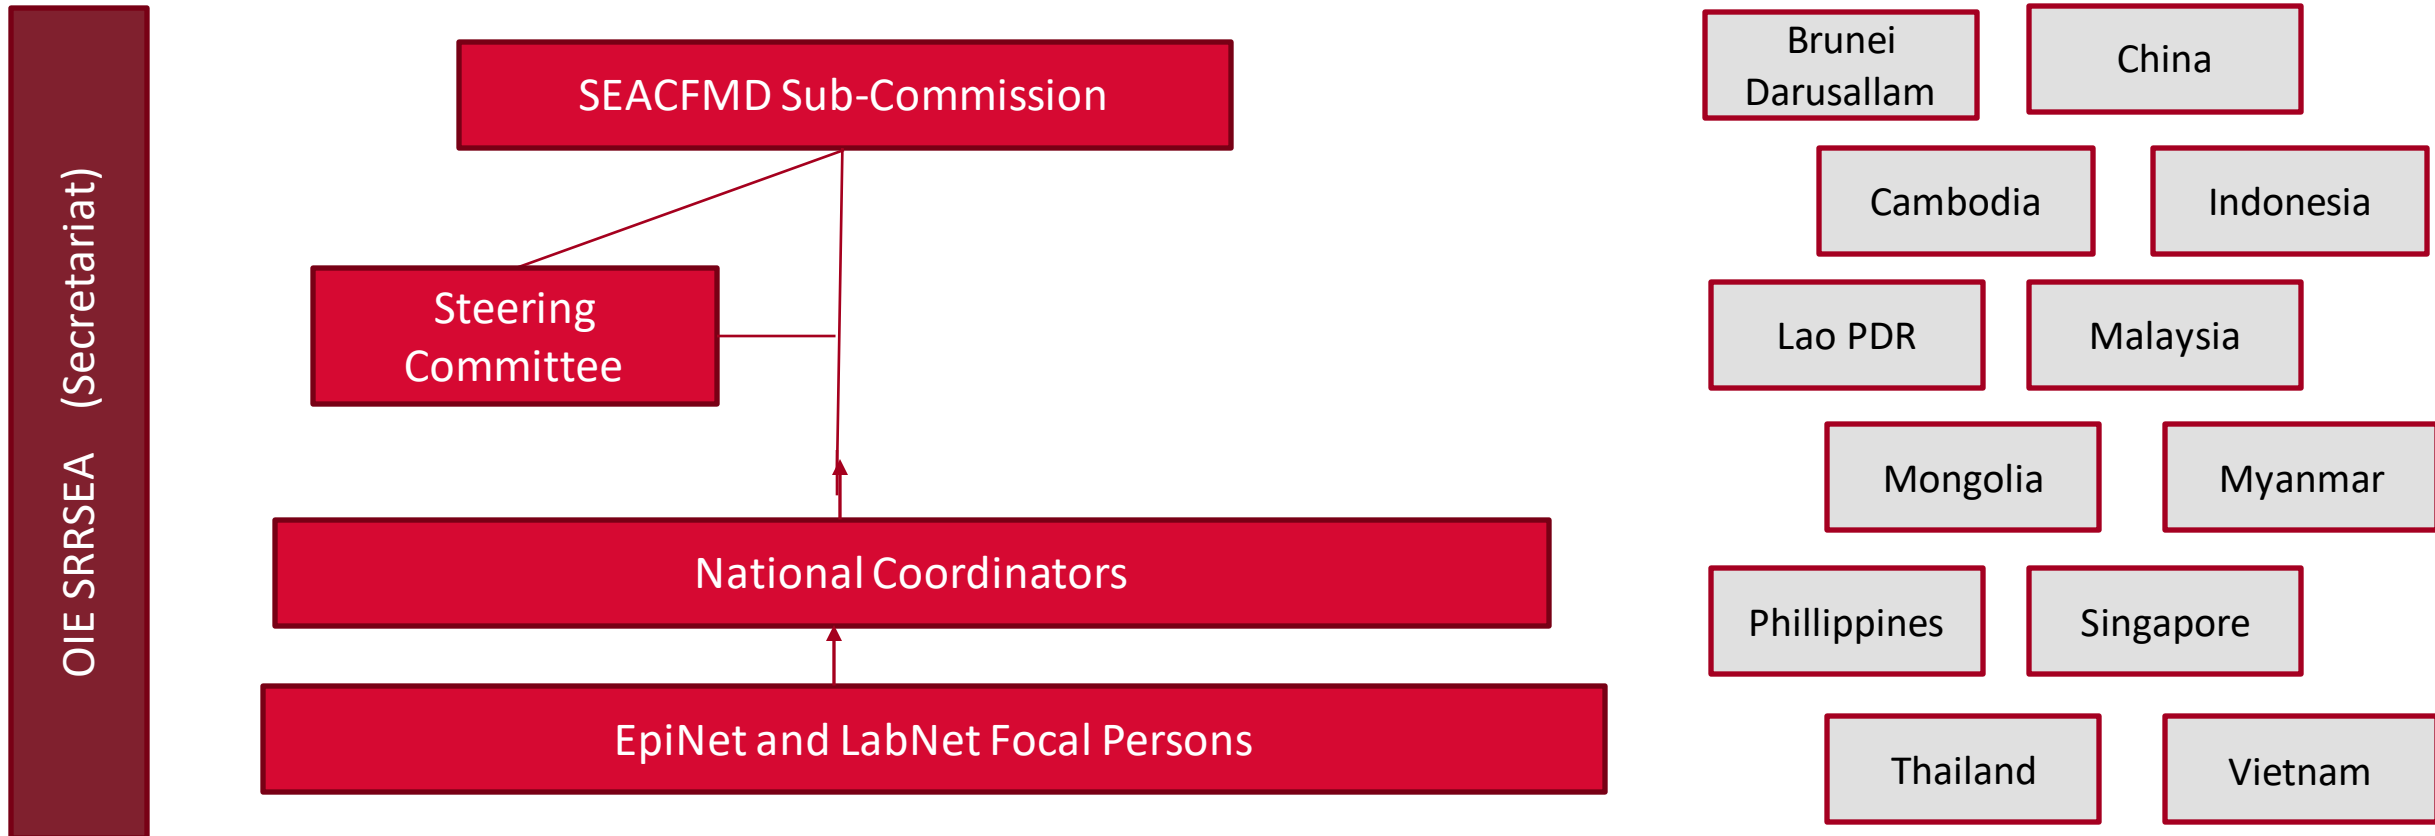 OIE SRRSEA (Secretariat)
SEACFMD Sub-Commission
Steering
Committee
National Coordinators
EpiNet and LabNet Focal Persons
Brunei
Darusallam
China
Cambodia
Indonesia
Lao PDR
Malaysia
Mongolia
Myanmar
Phillippines
Singapore
Thailand
Vietnam